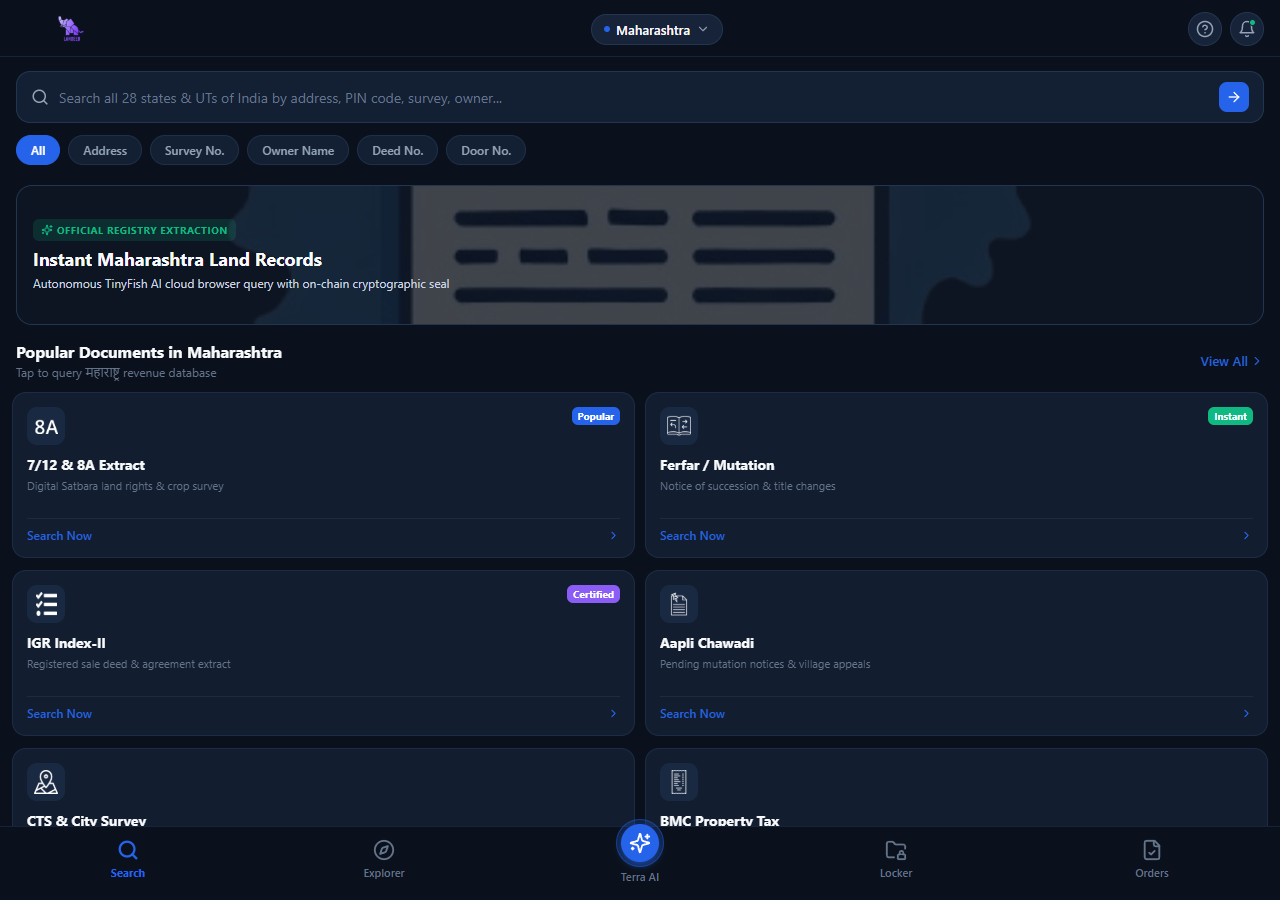 Maharashtra
Search all 28 states & UTs of India by address, PIN code, survey, owner...
All
Address
Survey No.
Owner Name
Deed No.
Door No.
OFFICIAL REGISTRY EXTRACTION
Instant Maharashtra Land Records
Autonomous TinyFish AI cloud browser query with on-chain cryptographic seal
Popular Documents in Maharashtra
Tap to query महाराष्ट्र revenue database
View All
8A
Popular
7/12 & 8A Extract
Digital Satbara land rights & crop survey
Search Now
Instant
Ferfar / Mutation
Notice of succession & title changes
Search Now
Certified
IGR Index-II
Registered sale deed & agreement extract
Search Now
Aapli Chawadi
Pending mutation notices & village appeals
Search Now
CTS & City Survey
BMC Property Tax
Search
Explorer
Terra AI
Locker
Orders